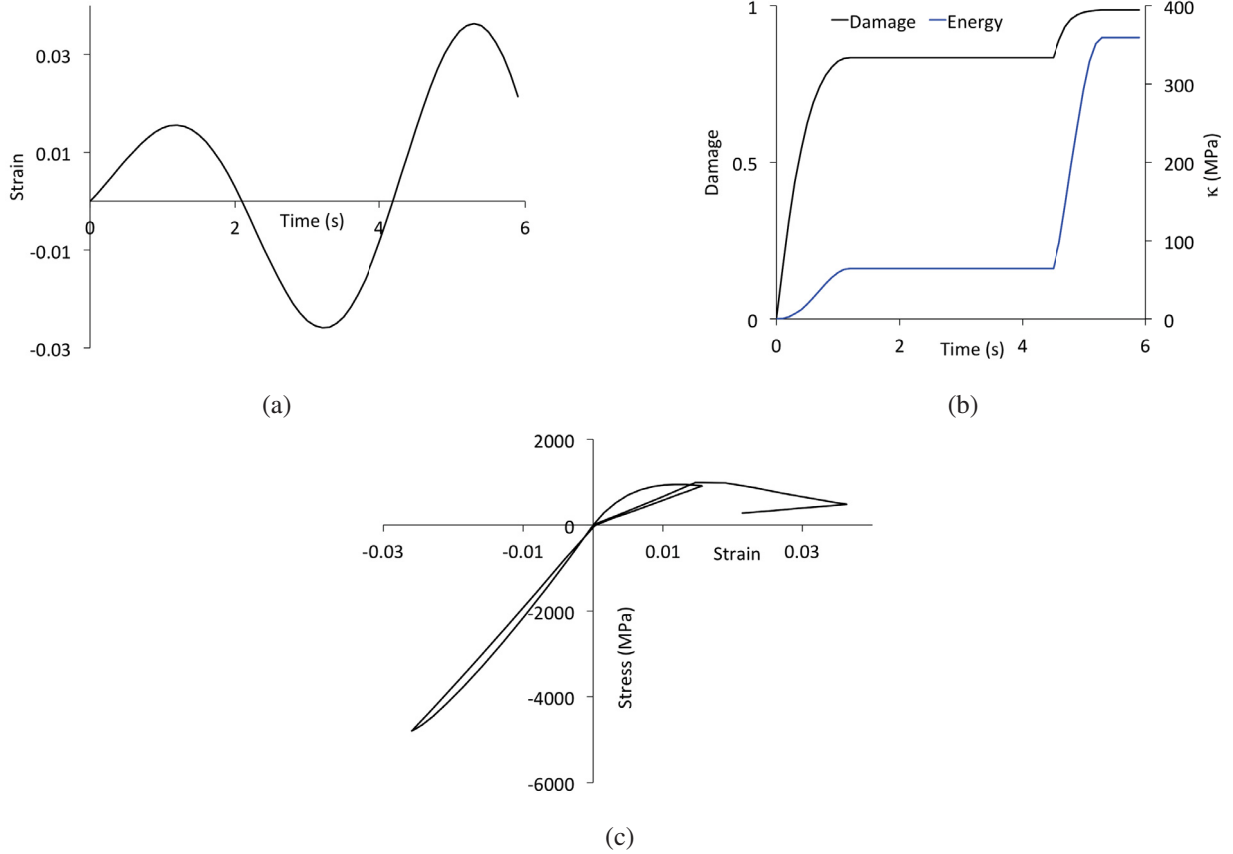 0.03
0.01
-0.01
-0.03
Strain
0
2
4
6
Time (s)
(a)
1
0.5
0
Damage
Damage
Energy
400
300
200
100
0
κ (MPa)
0
2
4
6
Time (s)
(b)
2000
0
-2000
-4000
-6000
-0.03
-0.01
0.01
0.03
Strain
Stress (MPa)
(c)